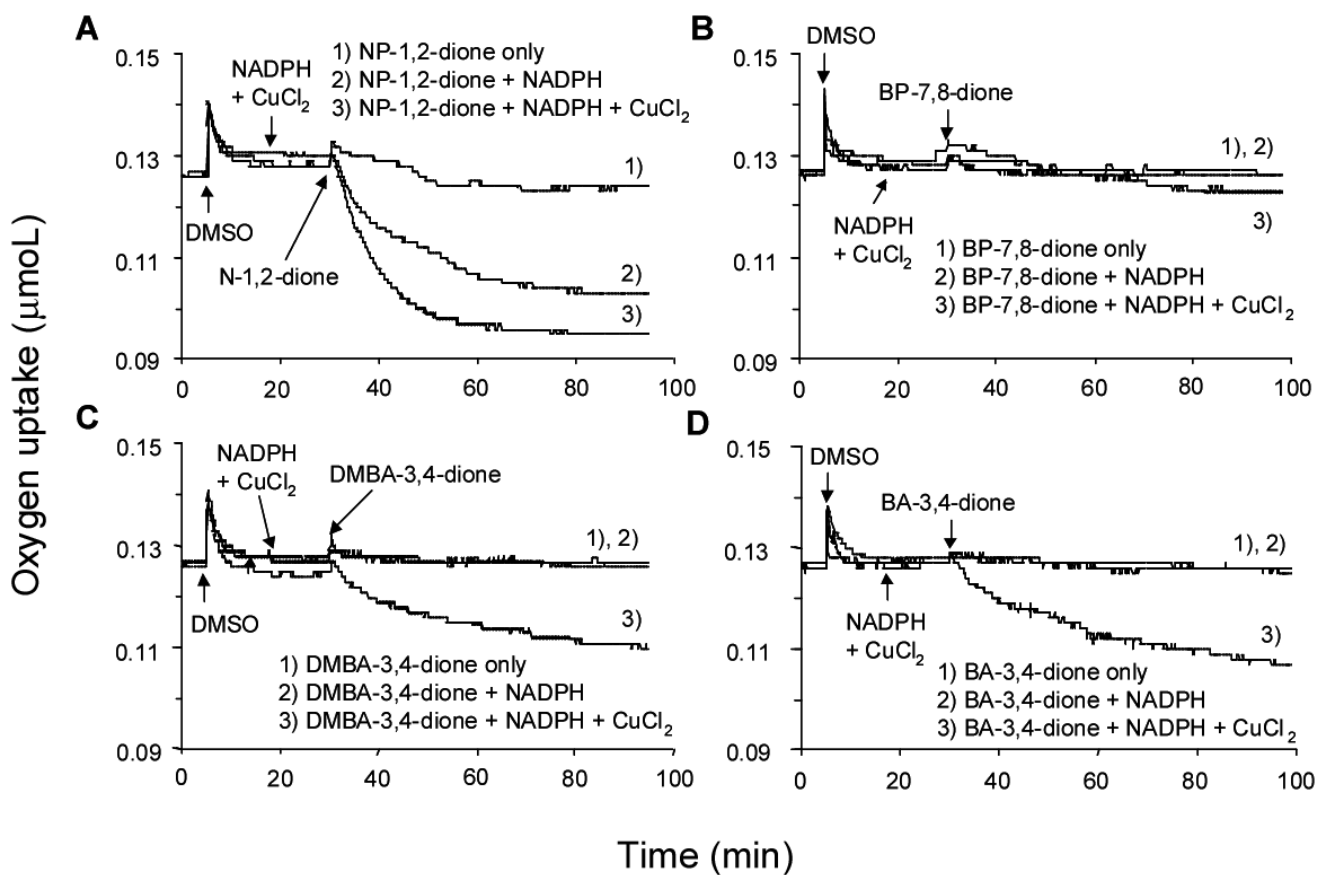 A
1) NP-1,2-dione only
2) NP-1,2-dione + NADPH
3) NP-1,2-dione + NADPH + CuCl₂
NADPH
+ CuCl₂
DMSO
N-1,2-dione
1)
2)
3)
0.15
0.13
0.11
0.09
0 20 40 60 80 100
B
DMSO
BP-7,8-dione
NADPH
+ CuCl₂
1), 2)
3)
1) BP-7,8-dione only
2) BP-7,8-dione + NADPH
3) BP-7,8-dione + NADPH + CuCl₂
0.15
0.13
0.11
0.09
0 20 40 60 80 100
C
NADPH
+ CuCl₂
DMBA-3,4-dione
DMSO
1), 2)
3)
1) DMBA-3,4-dione only
2) DMBA-3,4-dione + NADPH
3) DMBA-3,4-dione + NADPH + CuCl₂
0.15
0.13
0.11
0.09
0 20 40 60 80 100
D
DMSO
BA-3,4-dione
NADPH
+ CuCl₂
1), 2)
3)
1) BA-3,4-dione only
2) BA-3,4-dione + NADPH
3) BA-3,4-dione + NADPH + CuCl₂
0.15
0.13
0.11
0.09
0 20 40 60 80 100
Oxygen uptake (μmoL)
Time (min)